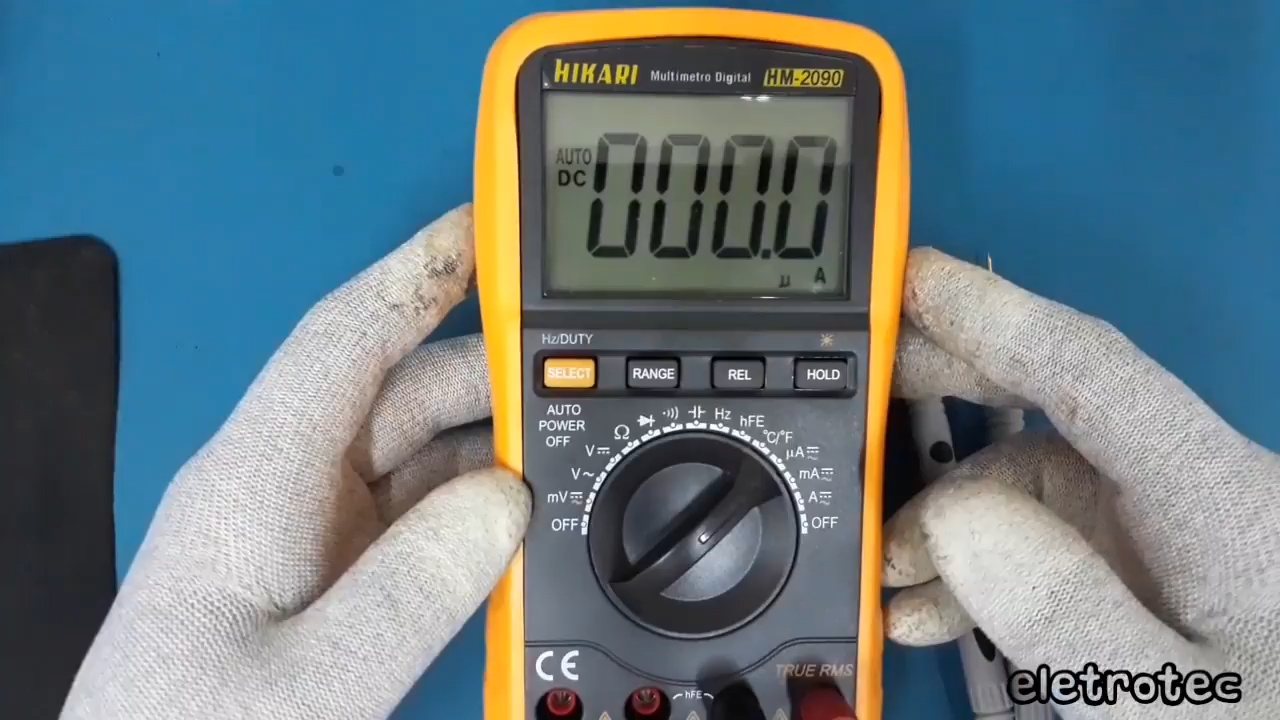 HIKARI Multimetro Digital HM-2090
AUTO
DC
000.0
µ A
Hz/DUTY
SELECT RANGE REL HOLD
AUTO
POWER
OFF
OFF
mV
V~
V
Ω
Hz
hFE
°C/°F
µA
mA
A
OFF
CE
TRUE RMS
hFE
eletrotec